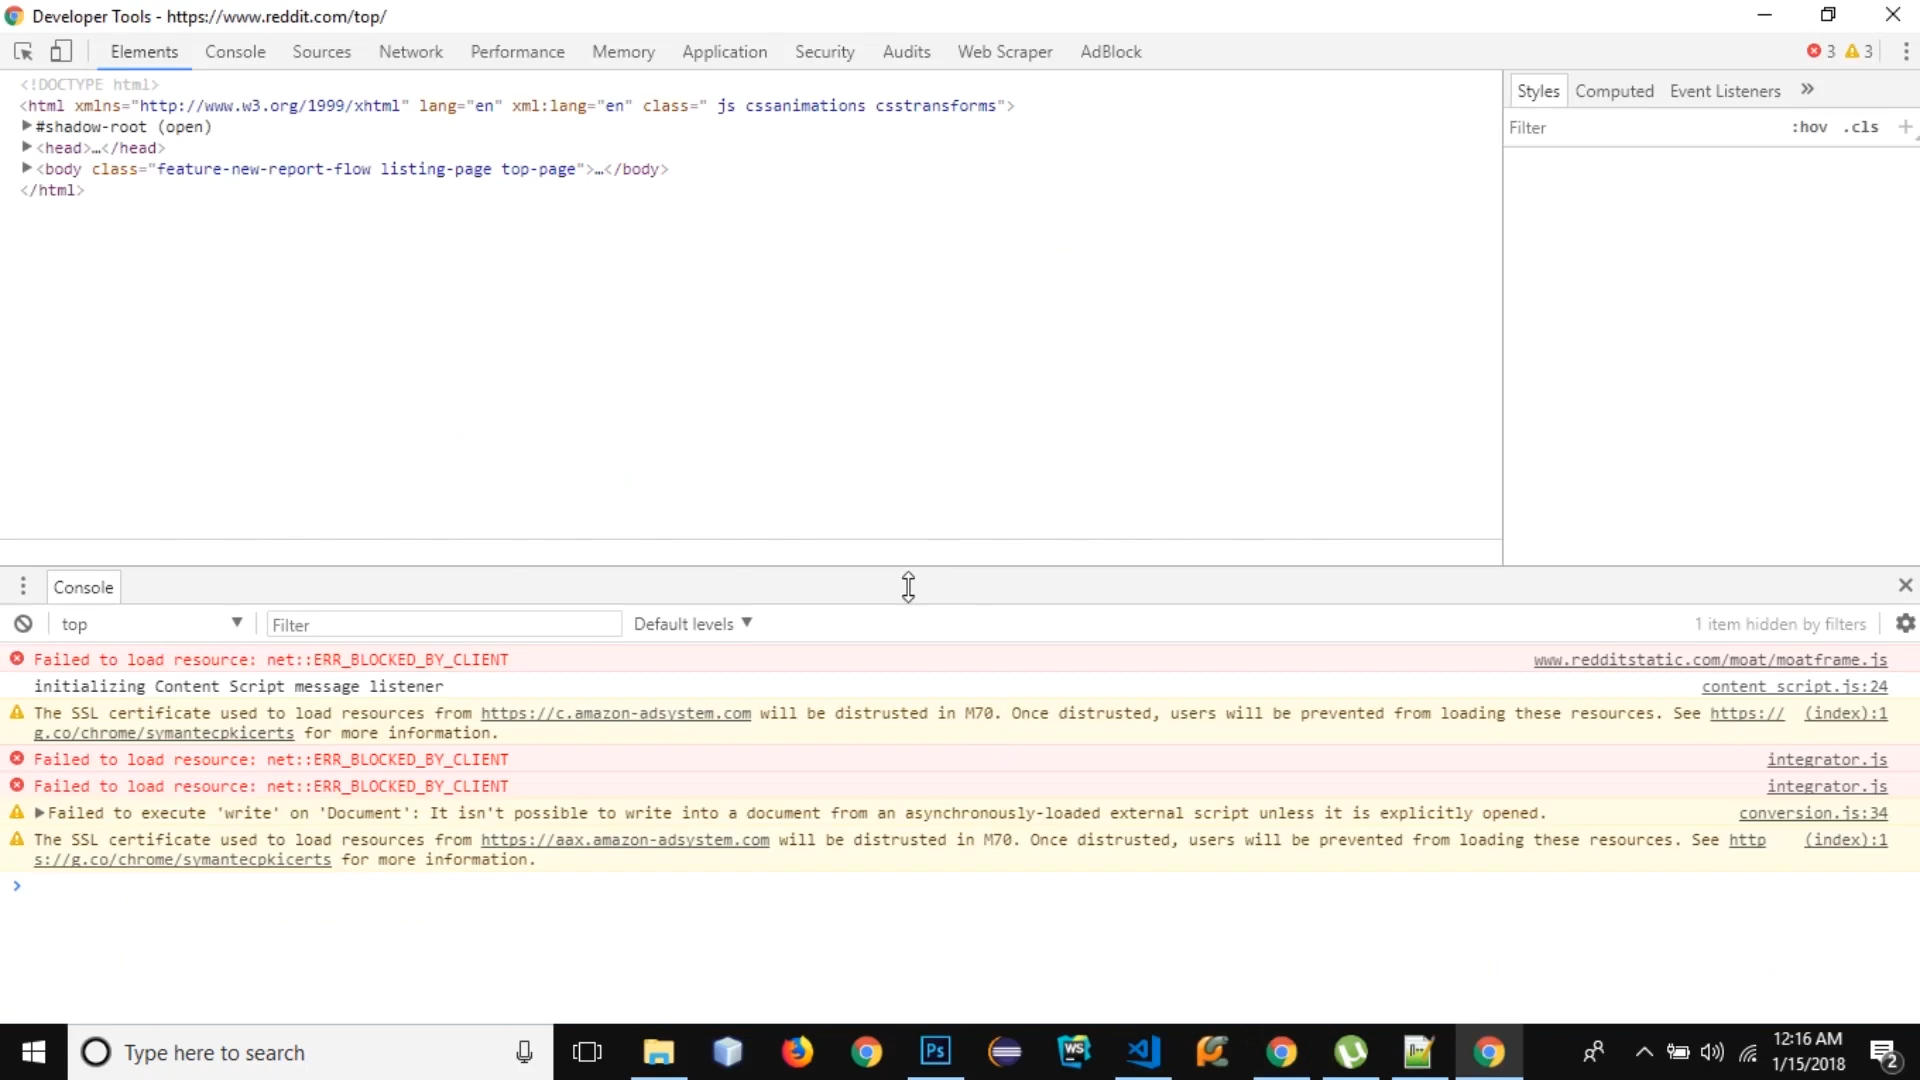 Developer Tools - https://www.reddit.com/top/
Elements Console Sources Network Performance Memory Application Security Audits Web Scraper AdBlock 3 3
<!DOCTYPE html>
<html xmlns="http://www.w3.org/1999/xhtml" lang="en" xml:lang="en" class=" js cssanimations csstransforms">
#shadow-root (open)
<head>…</head>
<body class="feature-new-report-flow listing-page top-page">…</body>
</html>
Styles Computed Event Listeners »
Filter :hov .cls +
Console
top Filter Default levels 1 item hidden by filters
Failed to load resource: net::ERR_BLOCKED_BY_CLIENT www.redditstatic.com/moat/moatframe.js
initializing Content Script message listener content script.js:24
The SSL certificate used to load resources from https://c.amazon-adsystem.com will be distrusted in M70. Once distrusted, users will be prevented from loading these resources. See https:// (index):1
g.co/chrome/symantecpkicerts for more information.
Failed to load resource: net::ERR_BLOCKED_BY_CLIENT integrator.js
Failed to load resource: net::ERR_BLOCKED_BY_CLIENT integrator.js
Failed to execute 'write' on 'Document': It isn't possible to write into a document from an asynchronously-loaded external script unless it is explicitly opened. conversion.js:34
The SSL certificate used to load resources from https://aax.amazon-adsystem.com will be distrusted in M70. Once distrusted, users will be prevented from loading these resources. See http (index):1
s://g.co/chrome/symantecpkicerts for more information.
>
Type here to search Ps WS 12:16 AM
1/15/2018 2